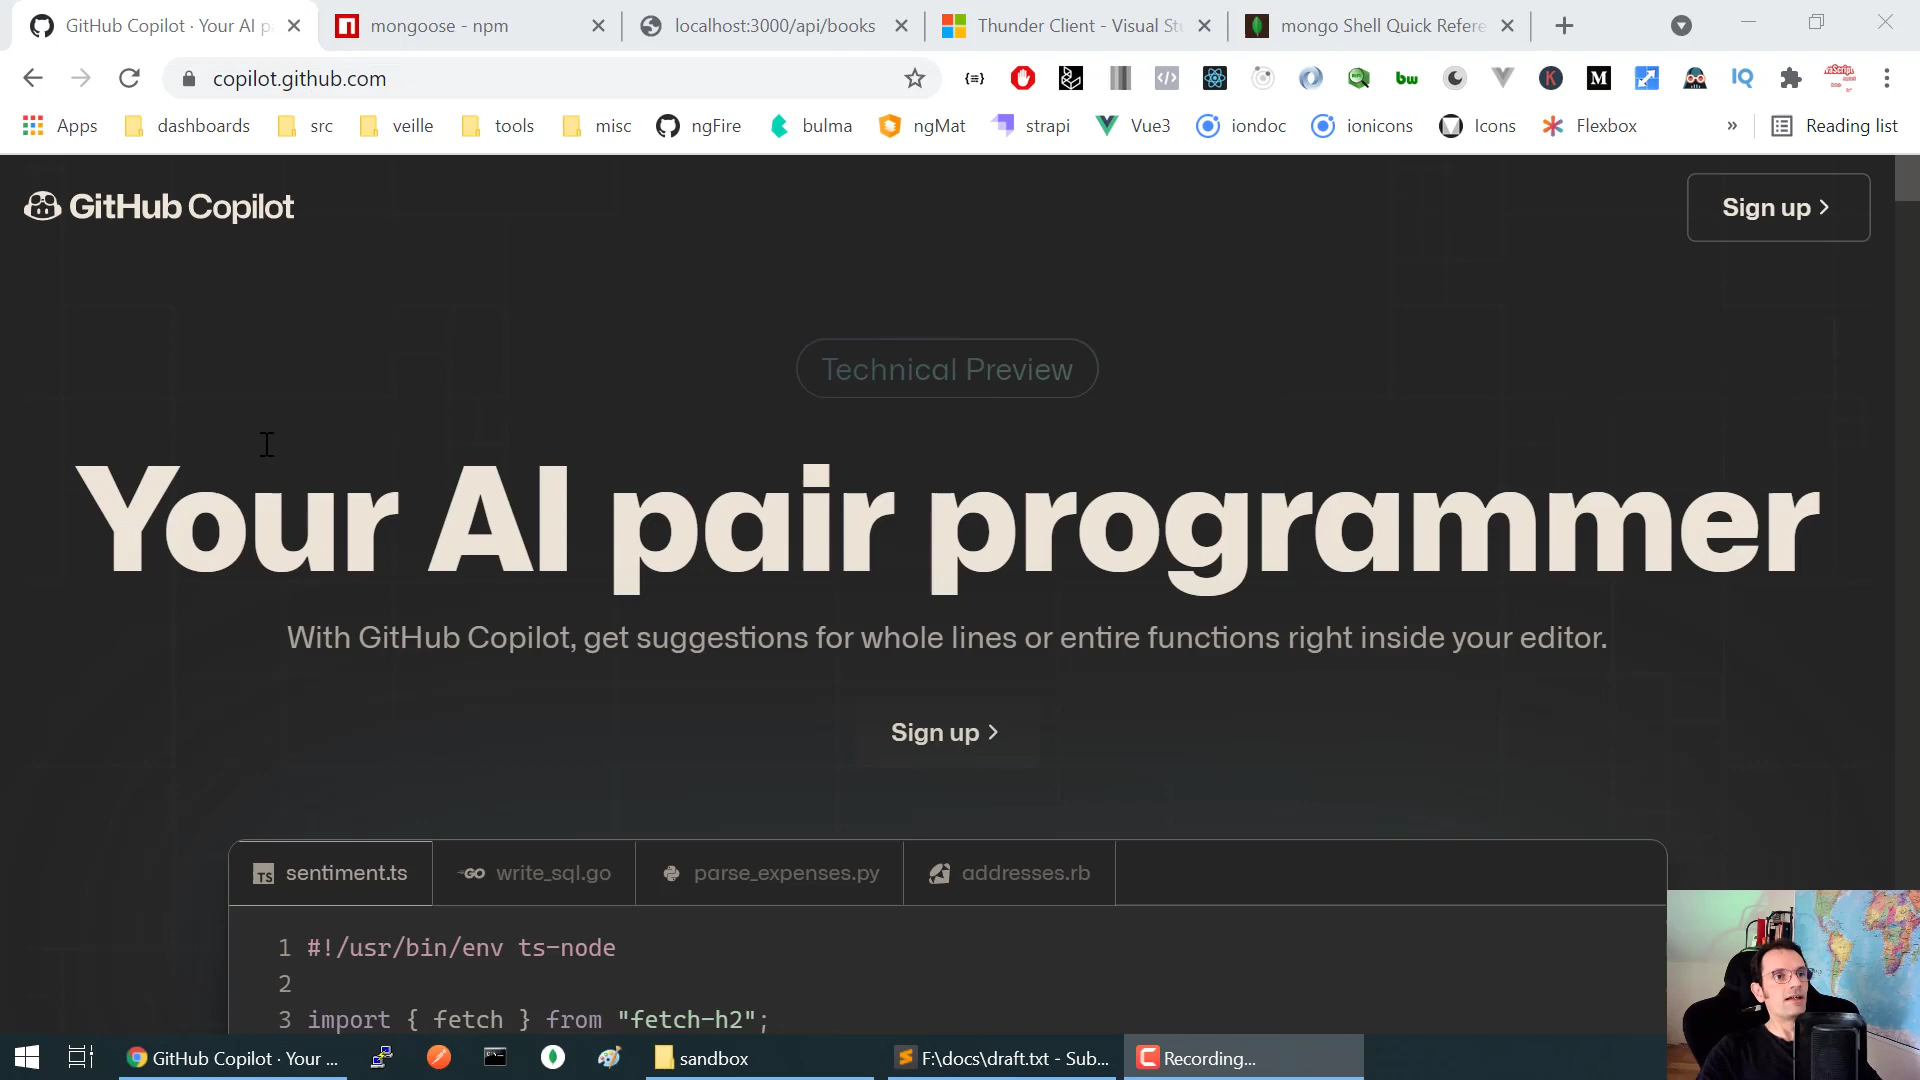 GitHub Copilot · Your AI p
mongoose - npm
localhost:3000/api/books
Thunder Client - Visual St
mongo Shell Quick Refere
copilot.github.com
Apps
dashboards
src
veille
tools
misc
ngFire
bulma
ngMat
strapi
Vue3
iondoc
ionicons
Icons
Flexbox
»
Reading list
GitHub Copilot
Sign up >
Technical Preview
Your AI pair programmer
With GitHub Copilot, get suggestions for whole lines or entire functions right inside your editor.
Sign up >
TS sentiment.ts
GO write_sql.go
parse_expenses.py
addresses.rb
1 #!/usr/bin/env ts-node
2
3 import { fetch } from "fetch-h2";
GitHub Copilot · Your ...
sandbox
F:\docs\draft.txt - Sub...
Recording...